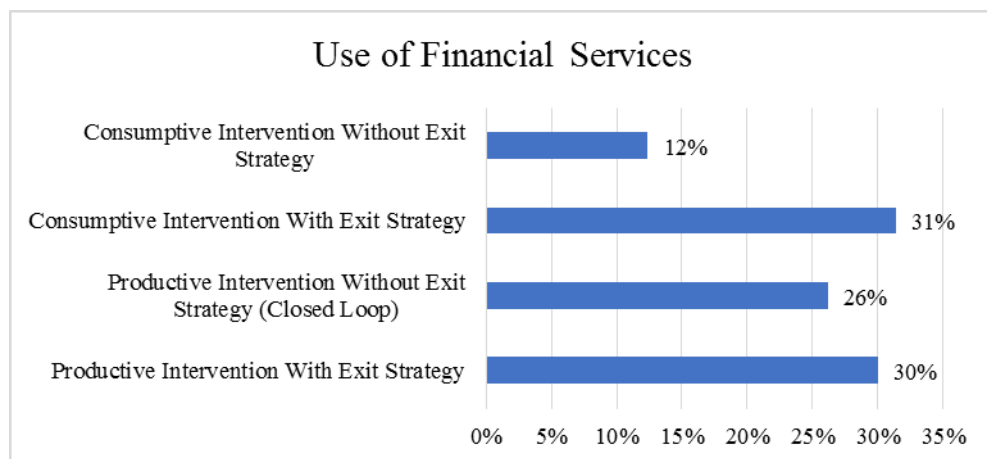 Use of Financial Services
Consumptive Intervention Without Exit
Strategy
12%
Consumptive Intervention With Exit Strategy
31%
Productive Intervention Without Exit
Strategy (Closed Loop)
26%
Productive Intervention With Exit Strategy
30%
0% 5% 10% 15% 20% 25% 30% 35%